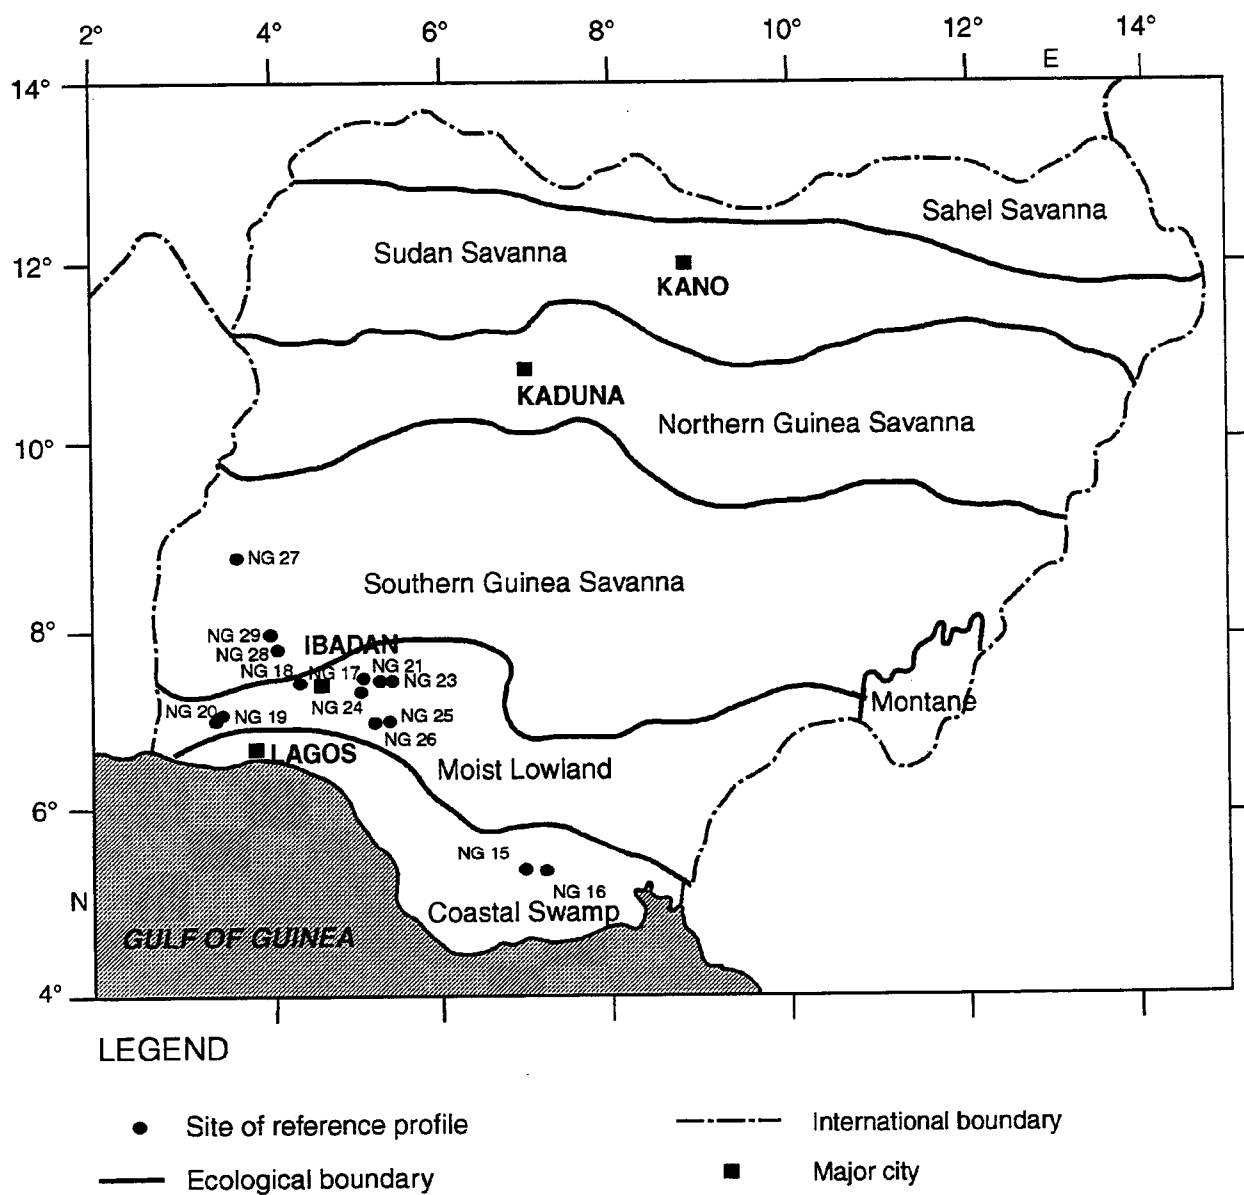 2° 4° 6° 8° 10° 12° 14°
E
14°
Sahel Savanna
Sudan Savanna
12°
KANO
KADUNA
Northern Guinea Savanna
10°
NG 27
Southern Guinea Savanna
8°
NG 29
IBADAN
NG 28
NG 18
NG 17
NG 21
NG 23
Montane
NG 24
NG 20
NG 19
NG 25
NG 26
LAGOS
Moist Lowland
6°
NG 15
NG 16
N
Coastal Swamp
GULF OF GUINEA
4°
LEGEND
Site of reference profile
International boundary
Ecological boundary
Major city